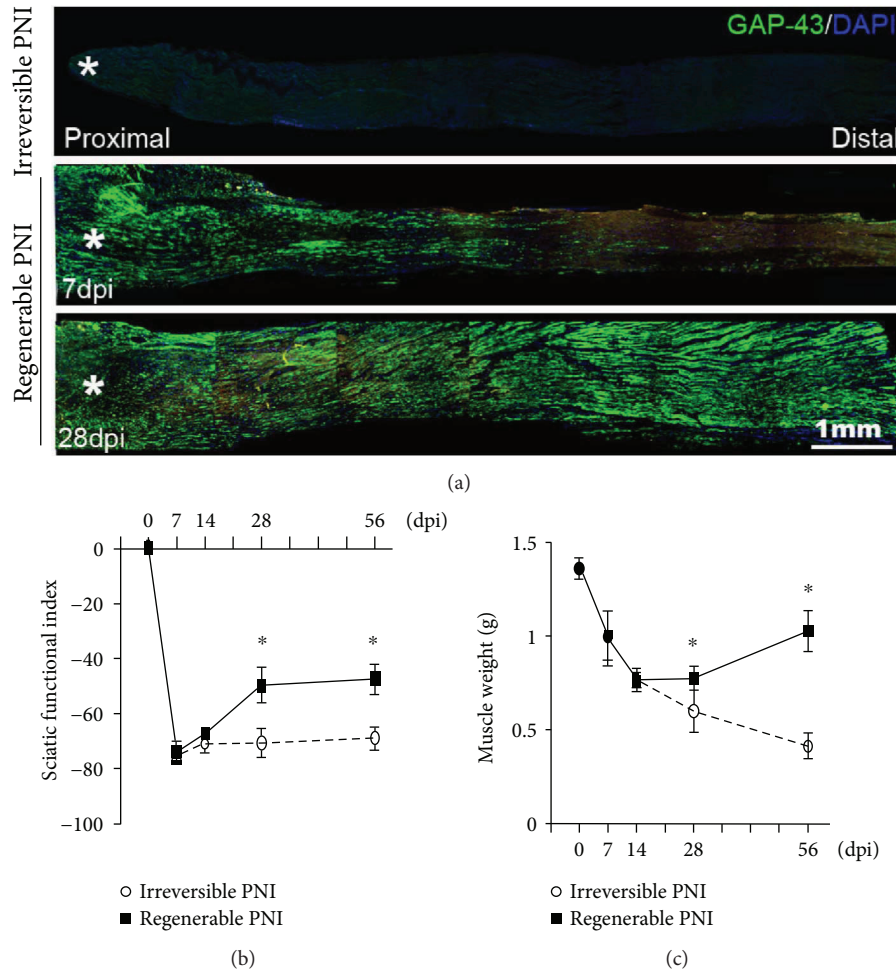 Irreversible PNI
GAP-43/DAPI
*
Proximal
Distal
Regenerable PNI
*
7dpi
*
28dpi
1mm
(a)
0 7 14 28 56 (dpi)
Sciatic functional index
0
−20
−40
−60
−80
−100
* *
Irreversible PNI
Regenerable PNI
(b)
Muscle weight (g)
1.5
1
0.5
0
* *
0 7 14 28 56 (dpi)
Irreversible PNI
Regenerable PNI
(c)